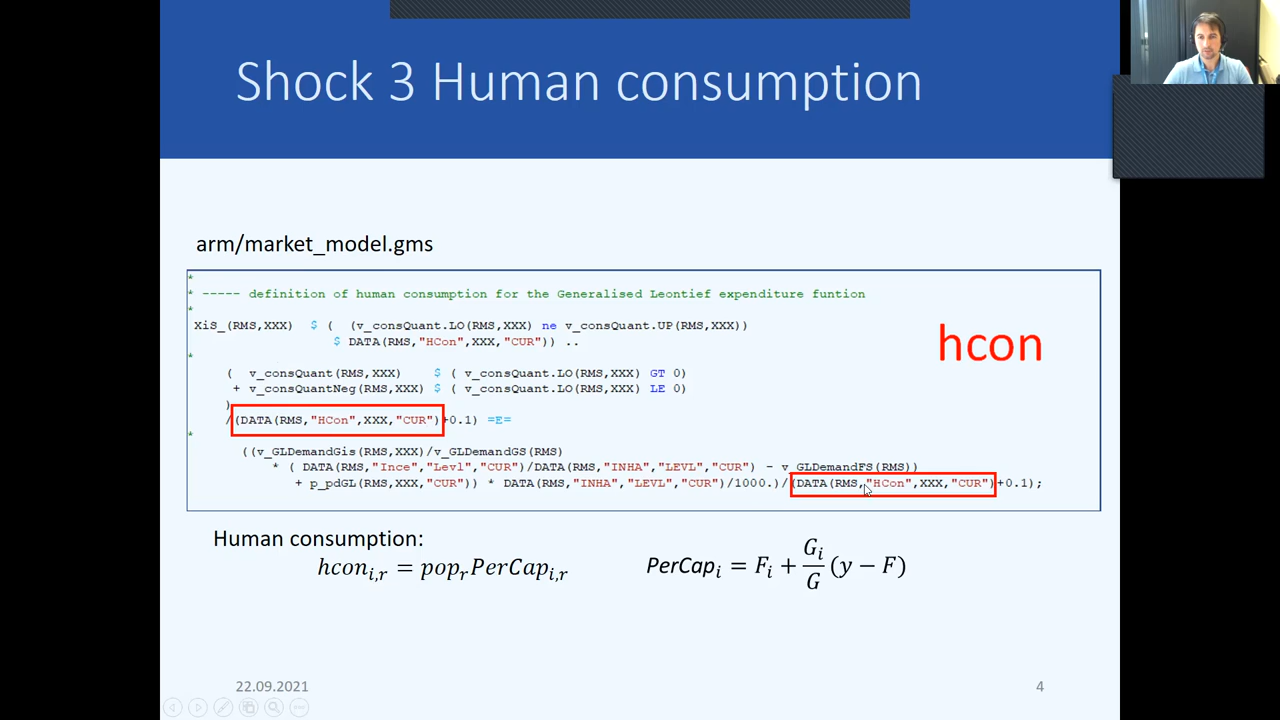 Shock 3 Human consumption
arm/market_model.gms
*
* ----- definition of human consumption for the Generalised Leontief expenditure funtion
*
XiS_(RMS,XXX) $ ( (v_consQuant.LO(RMS,XXX) ne v_consQuant.UP(RMS,XXX))
$ DATA(RMS,"HCon",XXX,"CUR")) ..
*
( v_consQuant(RMS,XXX) $ ( v_consQuant.LO(RMS,XXX) GT 0)
+ v_consQuantNeg(RMS,XXX) $ ( v_consQuant.LO(RMS,XXX) LE 0)
)
/(DATA(RMS,"HCon",XXX,"CUR")+0.1) =E=
*
((v_GLDemandGis(RMS,XXX)/v_GLDemandGS(RMS)
* ( DATA(RMS,"Ince","Levl","CUR")/DATA(RMS,"INHA","LEVL","CUR") - v_GLDemandFS(RMS))
+ p_pdGL(RMS,XXX,"CUR")) * DATA(RMS,"INHA","LEVL","CUR")/1000.)/(DATA(RMS,"HCon",XXX,"CUR")+0.1);
hcon
Human consumption:
hcon_{i,r} = pop_r PerCap_{i,r}
PerCap_i = F_i + \frac{G_i}{G}(y − F)
22.09.2021
4